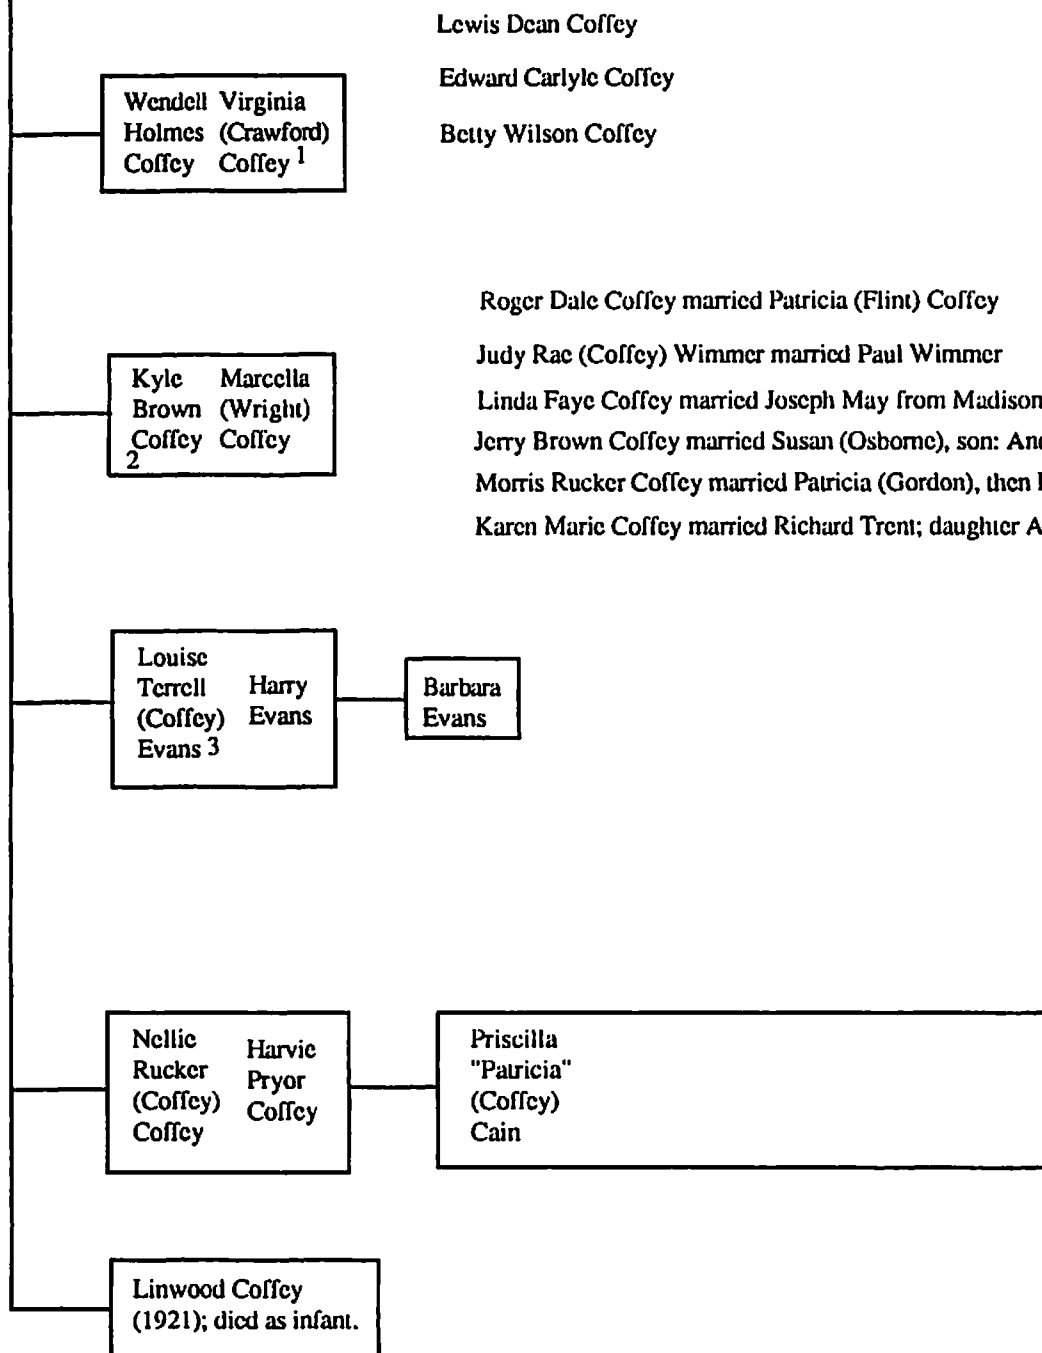 Lewis Dean Coffey
Edward Carlyle Coffey
Betty Wilson Coffey
Wendell Virginia
Holmes (Crawford)
Coffey Coffey 1
Roger Dale Coffey married Patricia (Flint) Coffey
Judy Rae (Coffey) Wimmer married Paul Wimmer
Linda Faye Coffey married Joseph May from Madison
Jerry Brown Coffey married Susan (Osborne), son:
Morris Rucker Coffey married Patricia (Gordon), then
Karen Marie Coffey married Richard Trent; daughter
Kyle Marcella
Brown (Wright)
Coffey Coffey
2
Louise
Terrell
(Coffey)
Evans 3
Harry
Evans
Barbara
Evans
Nellie
Rucker
(Coffey)
Coffey
Harvie
Pryor
Coffey
Priscilla
"Patricia"
(Coffey)
Cain
Linwood Coffey
(1921); died as infant.